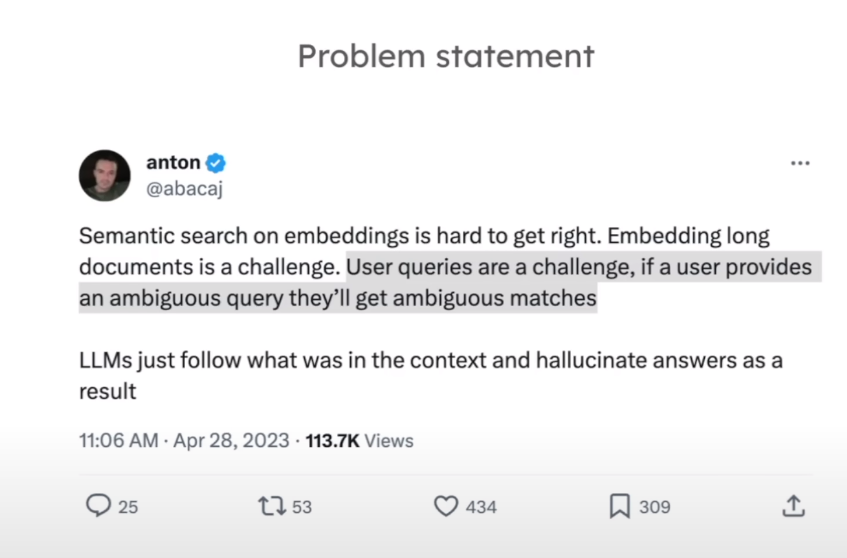 Problem statement
anton
@abacaj
Semantic search on embeddings is hard to get right. Embedding long
documents is a challenge. User queries are a challenge, if a user provides
an ambiguous query they’ll get ambiguous matches
LLMs just follow what was in the context and hallucinate answers as a
result
11:06 AM · Apr 28, 2023 · 113.7K Views
25 53 434 309